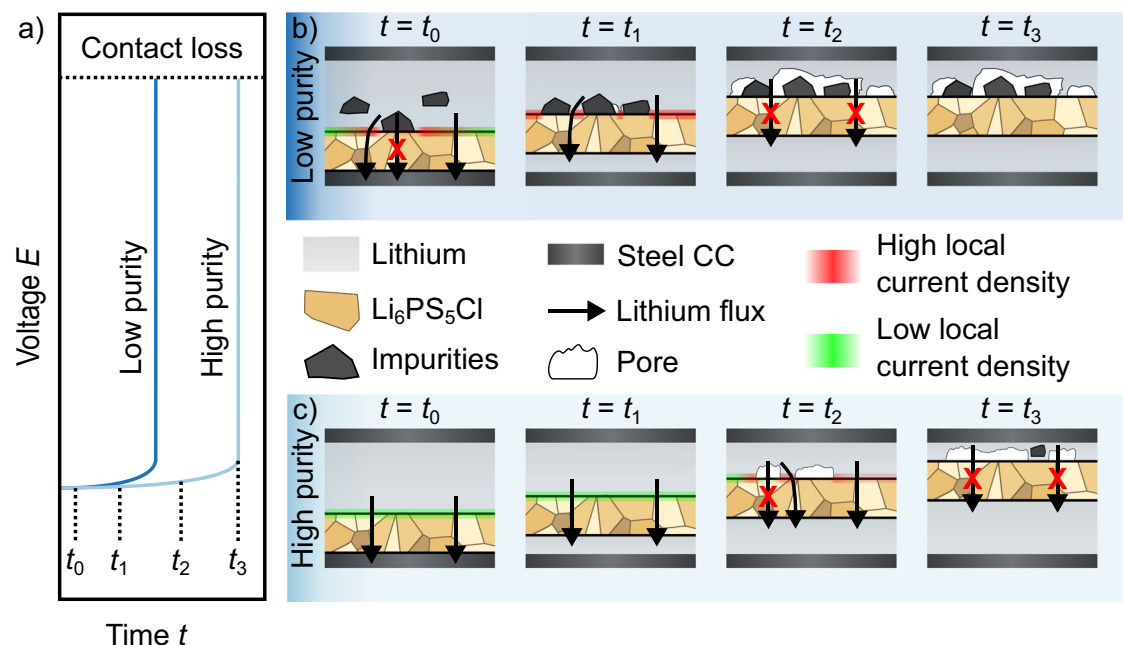 a)
Contact loss
Low purity
High purity
Voltage E
t₀
t₁
t₂
t₃
Time t
b)
Low purity
t = t₀
t = t₁
t = t₂
t = t₃
Lithium
Li₆PS₅Cl
Impurities
Steel CC
Lithium flux
Pore
High local
current density
Low local
current density
c)
High purity
t = t₀
t = t₁
t = t₂
t = t₃